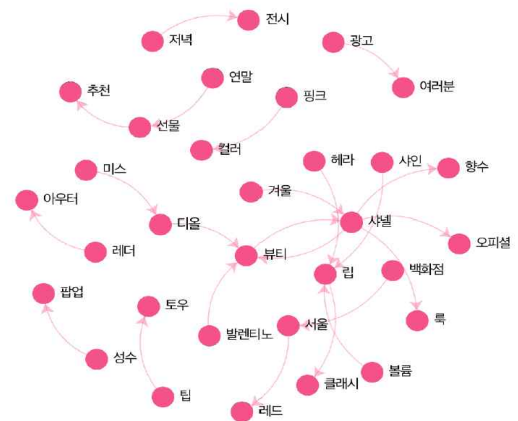 전시
저녁
광고
여러분
추천
연말
선물
핑크
컬러
헤라
샤인
향수
미스
겨울
아우터
디올
샤넬
레더
뷰티
오피셜
립
백화점
팝업
토우
발렌티노
서울
룩
성수
클래시
볼륨
팁
레드